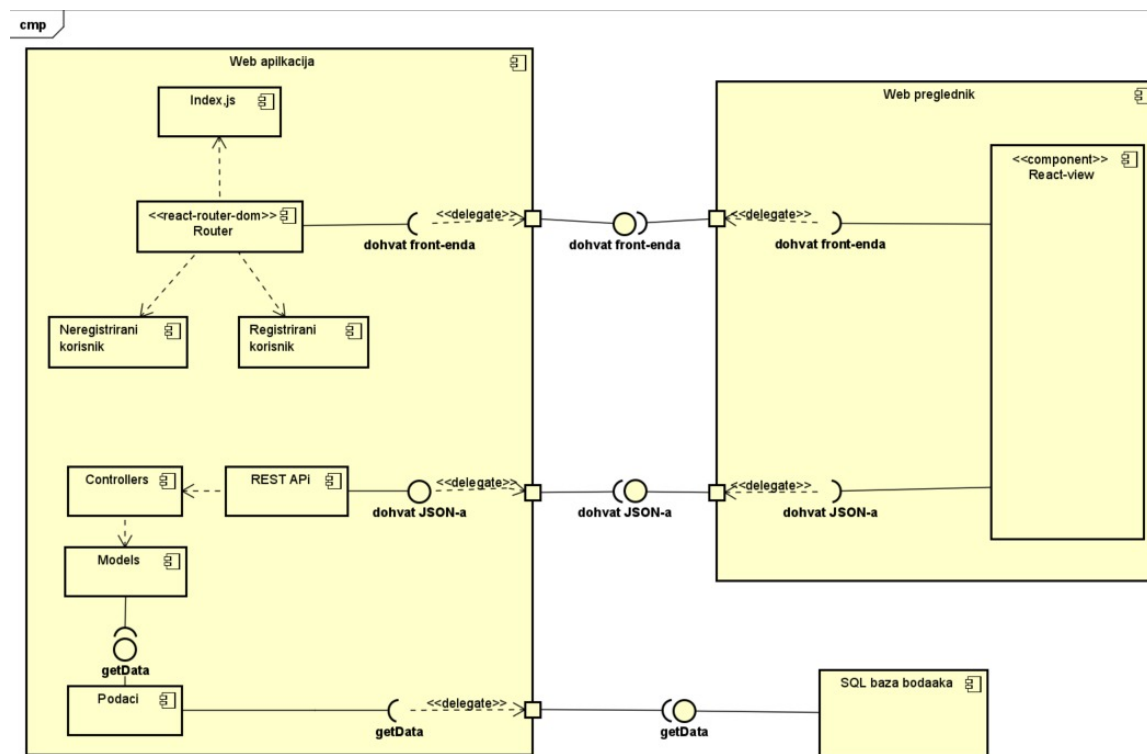 cmp
Web apilkacija
Index,js
<<react-router-dom>>
Router
<<delegate>>
dohvat front-enda
Neregistrirani
korisnik
Registrirani
korisnik
dohvat front-enda
Web preglednik
<<component>>
React-view
<<delegate>>
dohvat front-enda
Controllers
REST APi
<<delegate>>
dohvat JSON-a
dohvat JSON-a
<<delegate>>
dohvat JSON-a
Models
getData
Podaci
<<delegate>>
getData
getData
SQL baza bodaaka